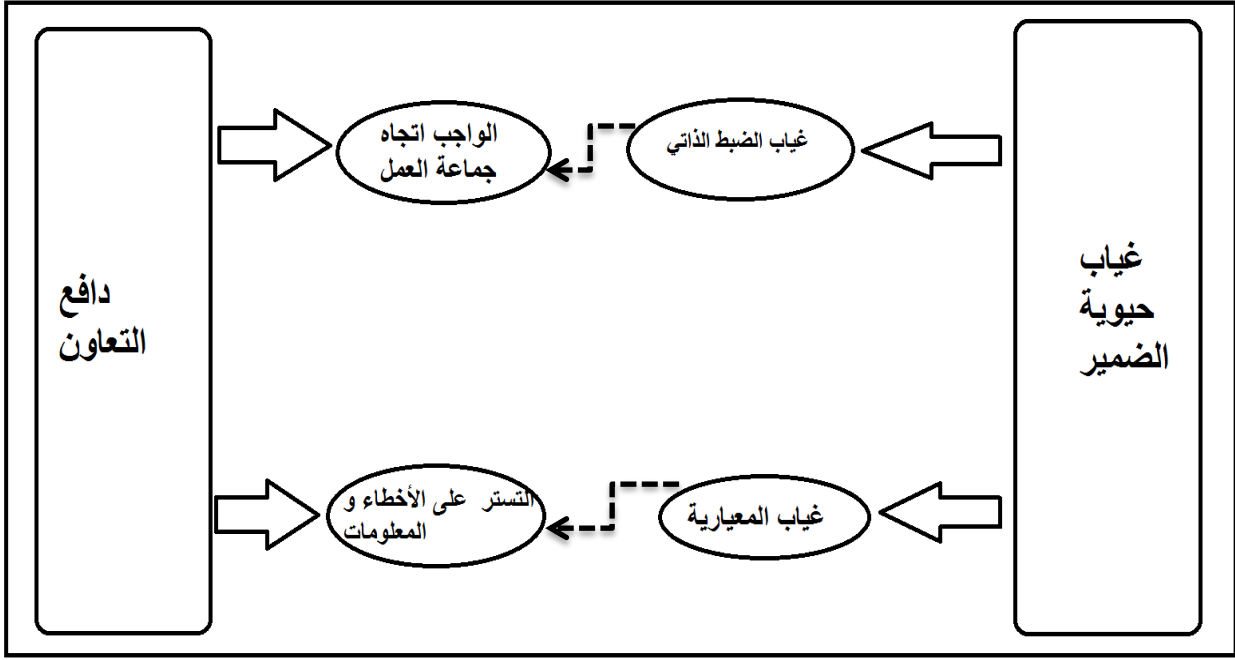 غياب
حيوية
الضمير
غياب الضبط الذاتي
الواجب اتجاه
جماعة العمل
غياب المعيارية
التستر على الأخطاء و
المعلومات
دافع
التعاون